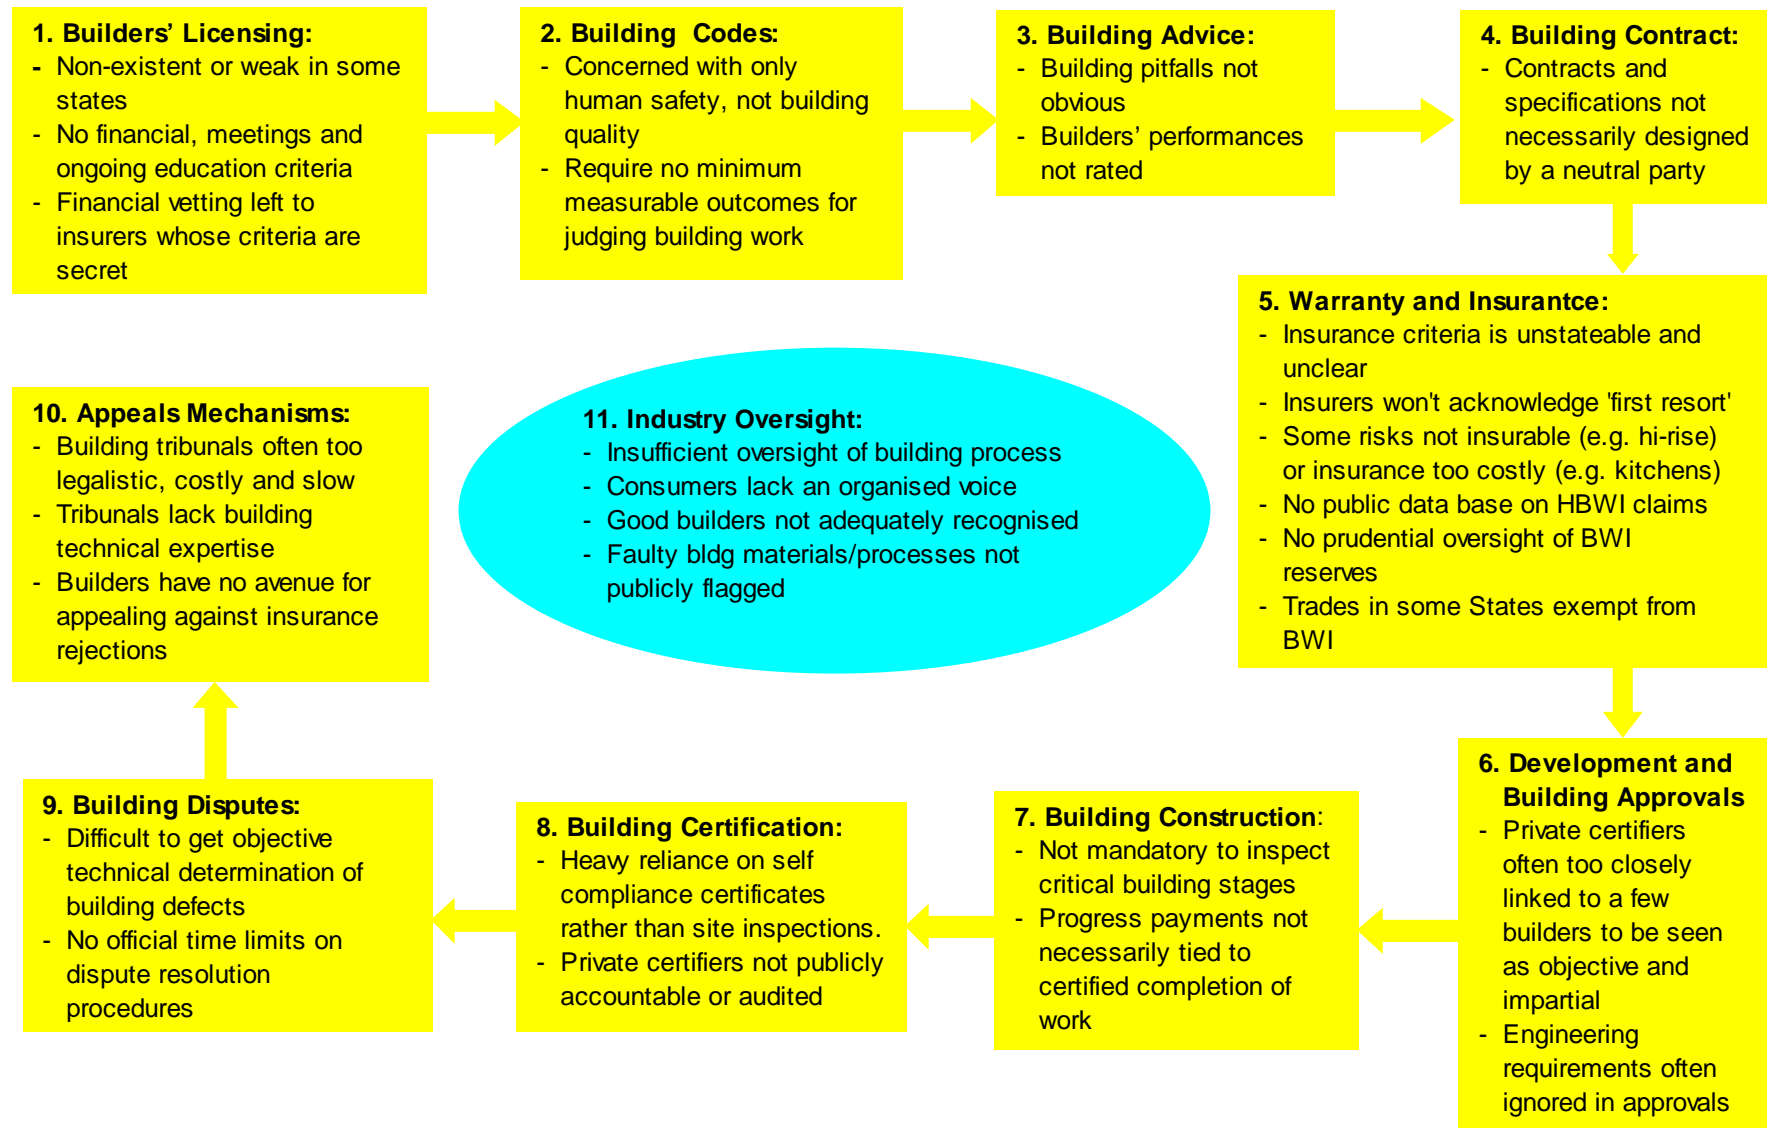 1. Builders’ Licensing:
- Non-existent or weak in some
states
- No financial, meetings and
ongoing education criteria
- Financial vetting left to
insurers whose criteria are
secret
2. Building Codes:
- Concerned with only
human safety, not building
quality
- Require no minimum
measurable outcomes for
judging building work
3. Building Advice:
- Building pitfalls not
obvious
- Builders’ performances
not rated
4. Building Contract:
- Contracts and
specifications not
necessarily designed
by a neutral party
5. Warranty and Insurantce:
- Insurance criteria is unstateable and
unclear
- Insurers won't acknowledge 'first resort'
- Some risks not insurable (e.g. hi-rise)
or insurance too costly (e.g. kitchens)
- No public data base on HBWI claims
- No prudential oversight of BWI
reserves
- Trades in some States exempt from
BWI
6. Development and
Building Approvals
- Private certifiers
often too closely
linked to a few
builders to be seen
as objective and
impartial
- Engineering
requirements often
ignored in approvals
7. Building Construction:
- Not mandatory to inspect
critical building stages
- Progress payments not
necessarily tied to
certified completion of
work
8. Building Certification:
- Heavy reliance on self
compliance certificates
rather than site inspections.
- Private certifiers not publicly
accountable or audited
9. Building Disputes:
- Difficult to get objective
technical determination of
building defects
- No official time limits on
dispute resolution
procedures
10. Appeals Mechanisms:
- Building tribunals often too
legalistic, costly and slow
- Tribunals lack building
technical expertise
- Builders have no avenue for
appealing against insurance
rejections
11. Industry Oversight:
- Insufficient oversight of building process
- Consumers lack an organised voice
- Good builders not adequately recognised
- Faulty bldg materials/processes not
publicly flagged